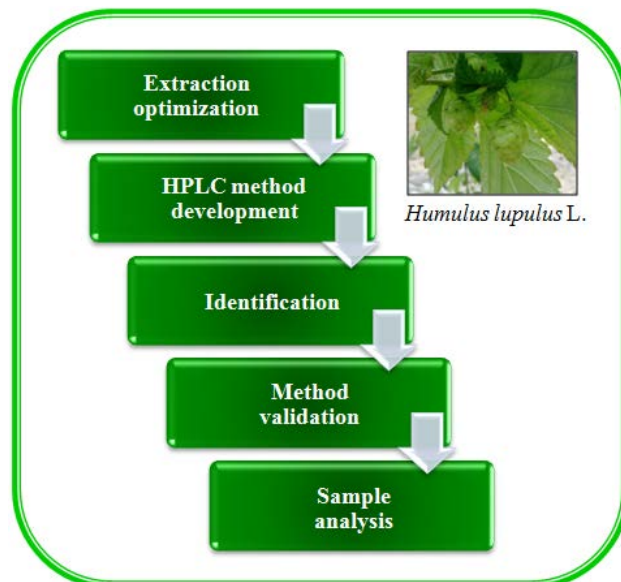 Extraction
optimization
HPLC method
development
Humulus lupulus L.
Identification
Method
validation
Sample
analysis